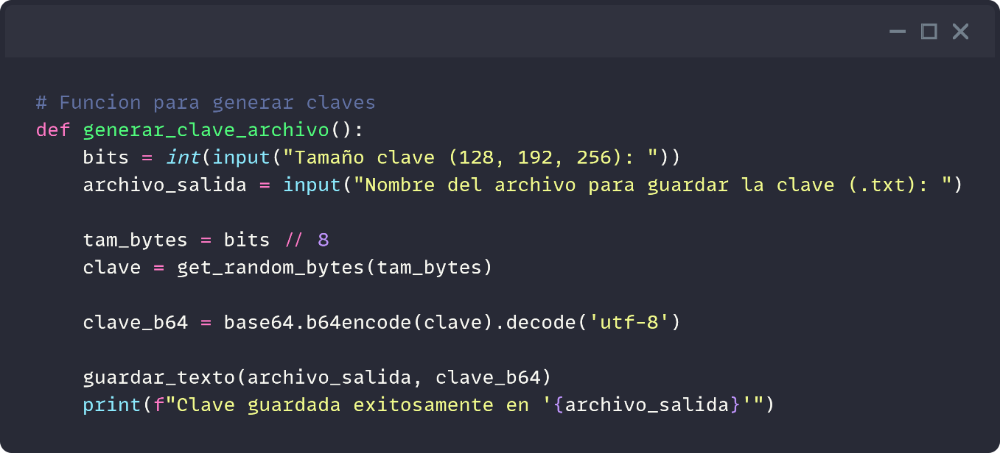 # Funcion para generar claves
def generar_clave_archivo():
    bits = int(input("Tamaño clave (128, 192, 256): "))
    archivo_salida = input("Nombre del archivo para guardar la clave (.txt): ")

    tam_bytes = bits // 8
    clave = get_random_bytes(tam_bytes)

    clave_b64 = base64.b64encode(clave).decode('utf-8')

    guardar_texto(archivo_salida, clave_b64)
    print(f"Clave guardada exitosamente en '{archivo_salida}'")